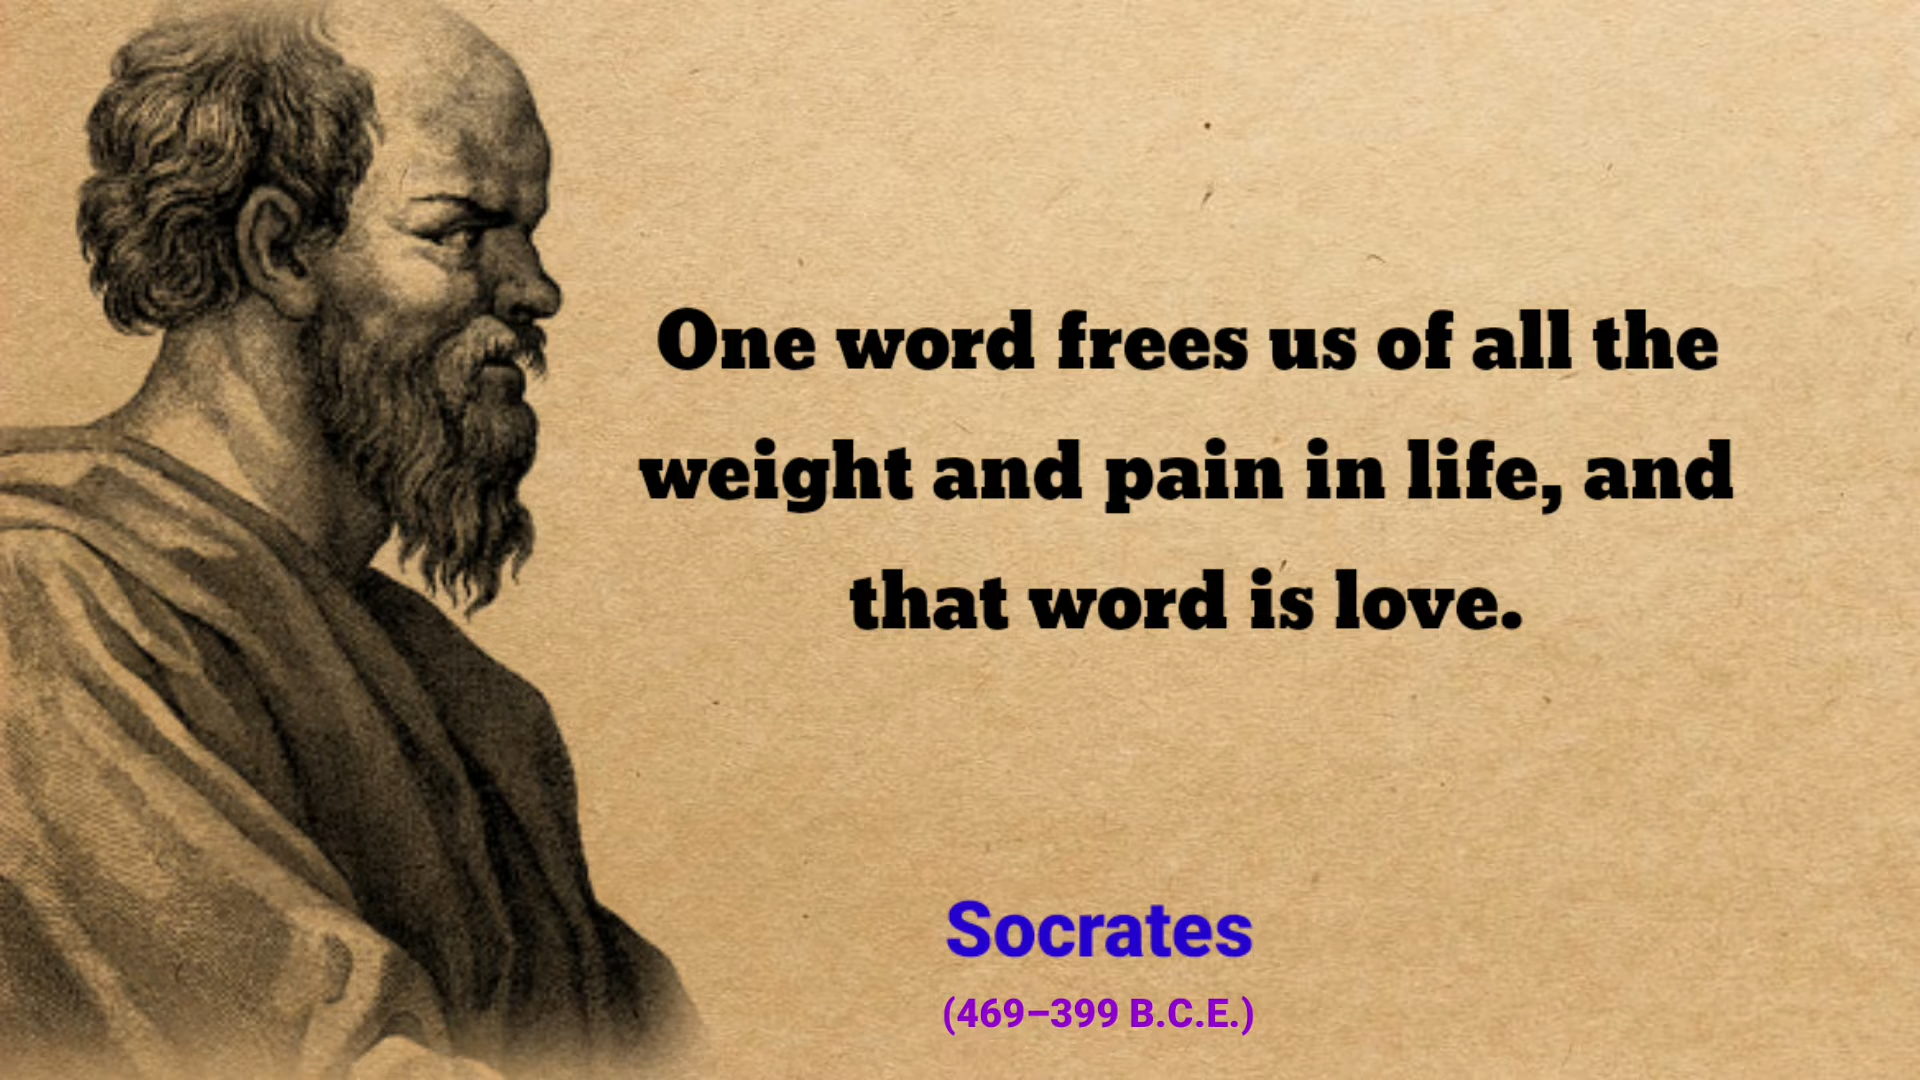 One word frees us of all the
weight and pain in life, and
that word is love.
Socrates
(469–399 B.C.E.)